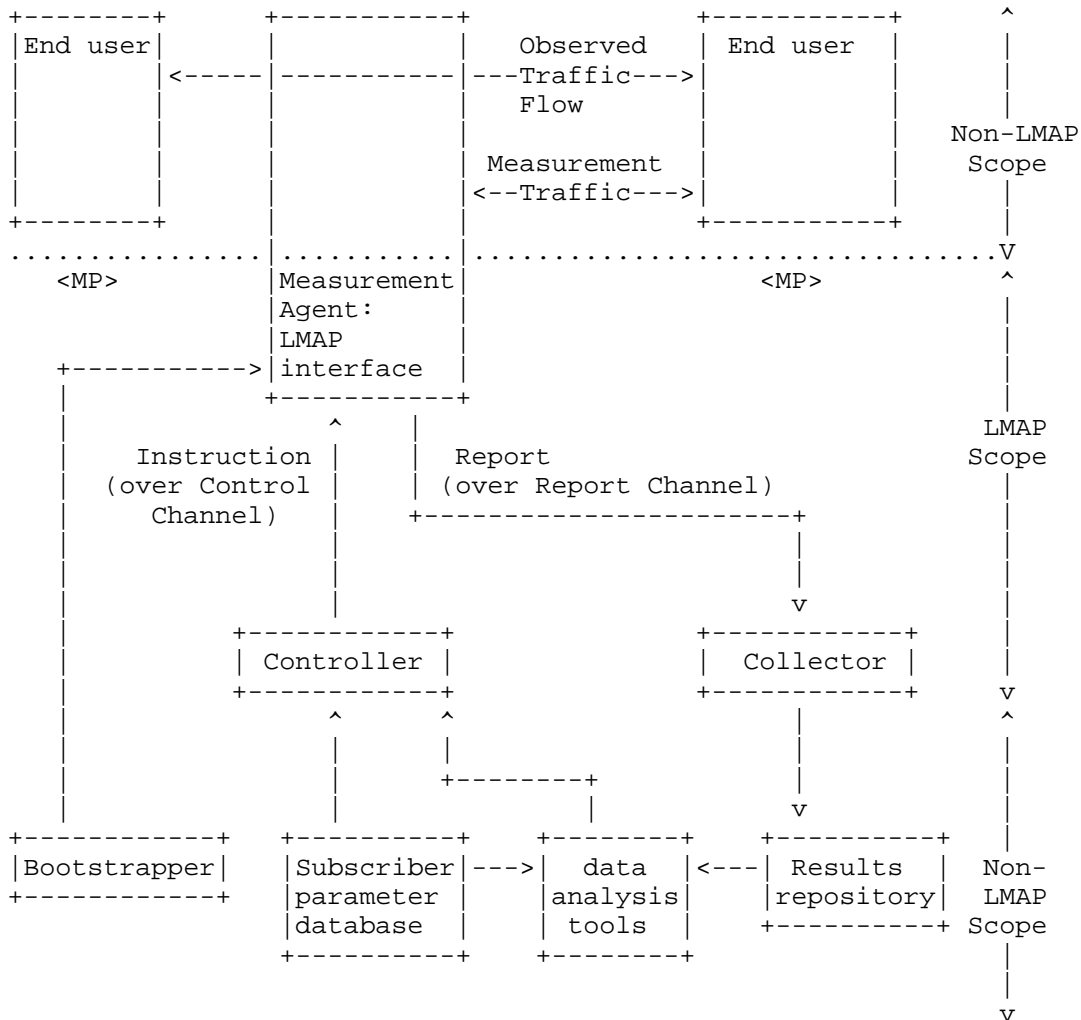 End user Observed End user
Traffic
Flow
Non-LMAP
Measurement Scope
Traffic
<MP> Measurement <MP>
Agent:
LMAP
interface
LMAP
Instruction Report Scope
(over Control (over Report Channel)
Channel)
Controller Collector
Bootstrapper Subscriber data Results Non-
parameter analysis repository LMAP
database tools Scope